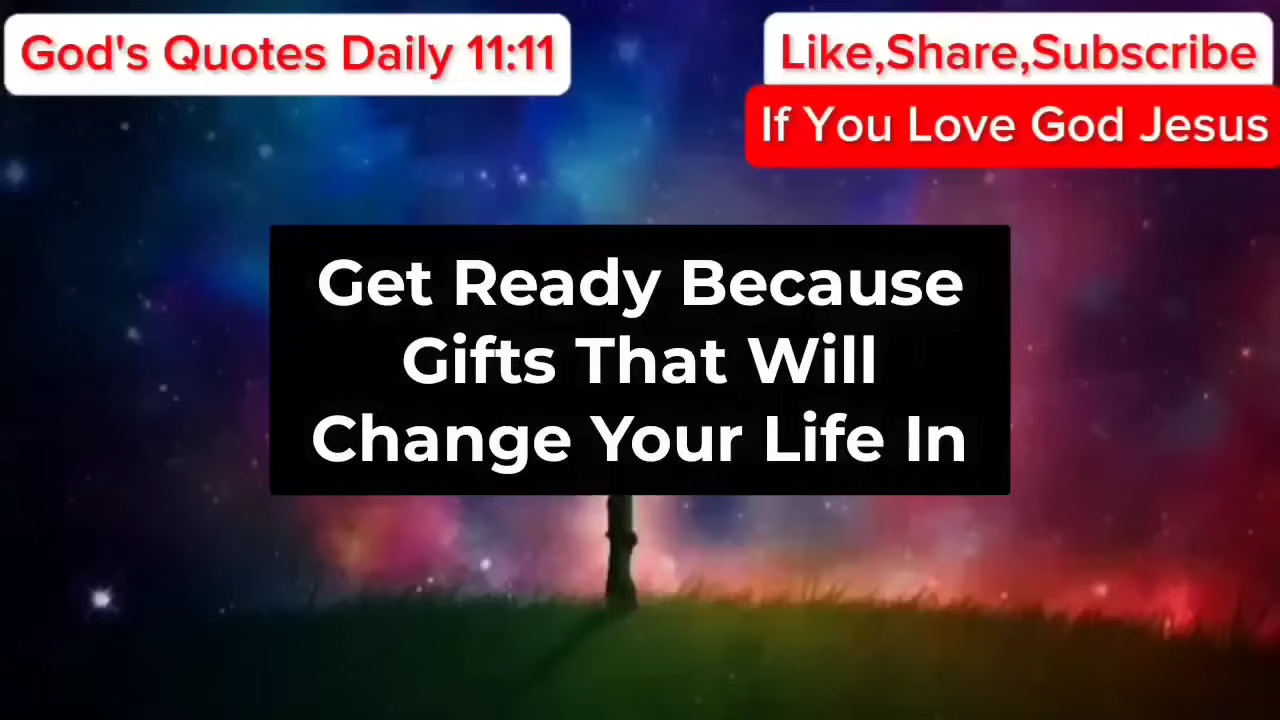 God's Quotes Daily 11:11
Like,Share,Subscribe
If You Love God Jesus
Get Ready Because
Gifts That Will
Change Your Life In